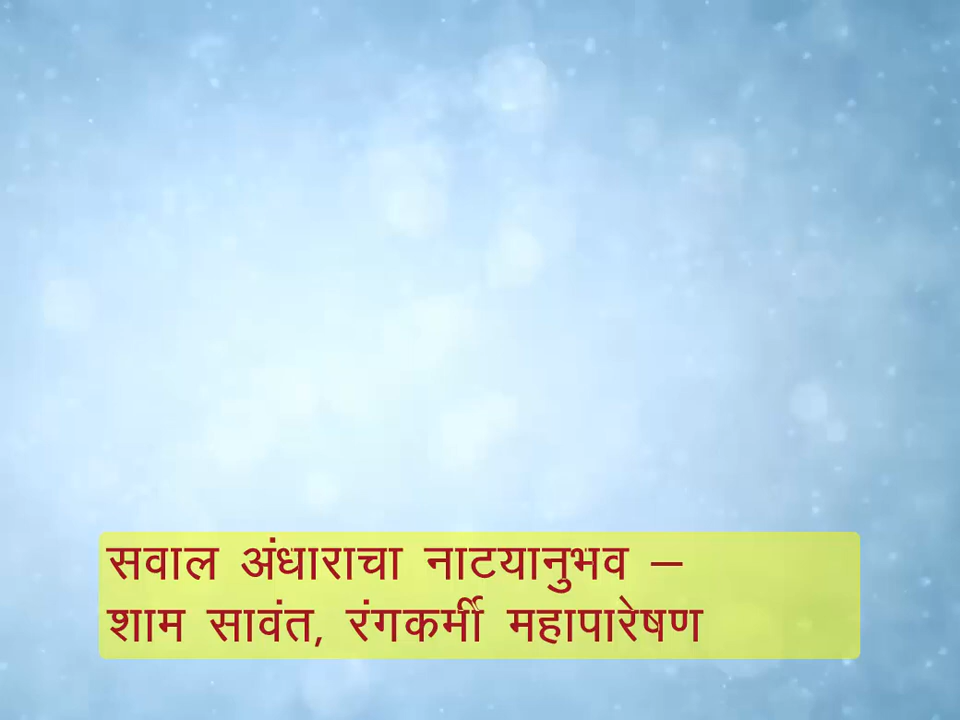 सवाल अंधाराचा नाटयानुभव –
शाम सावंत, रंगकर्मी महापारेषण